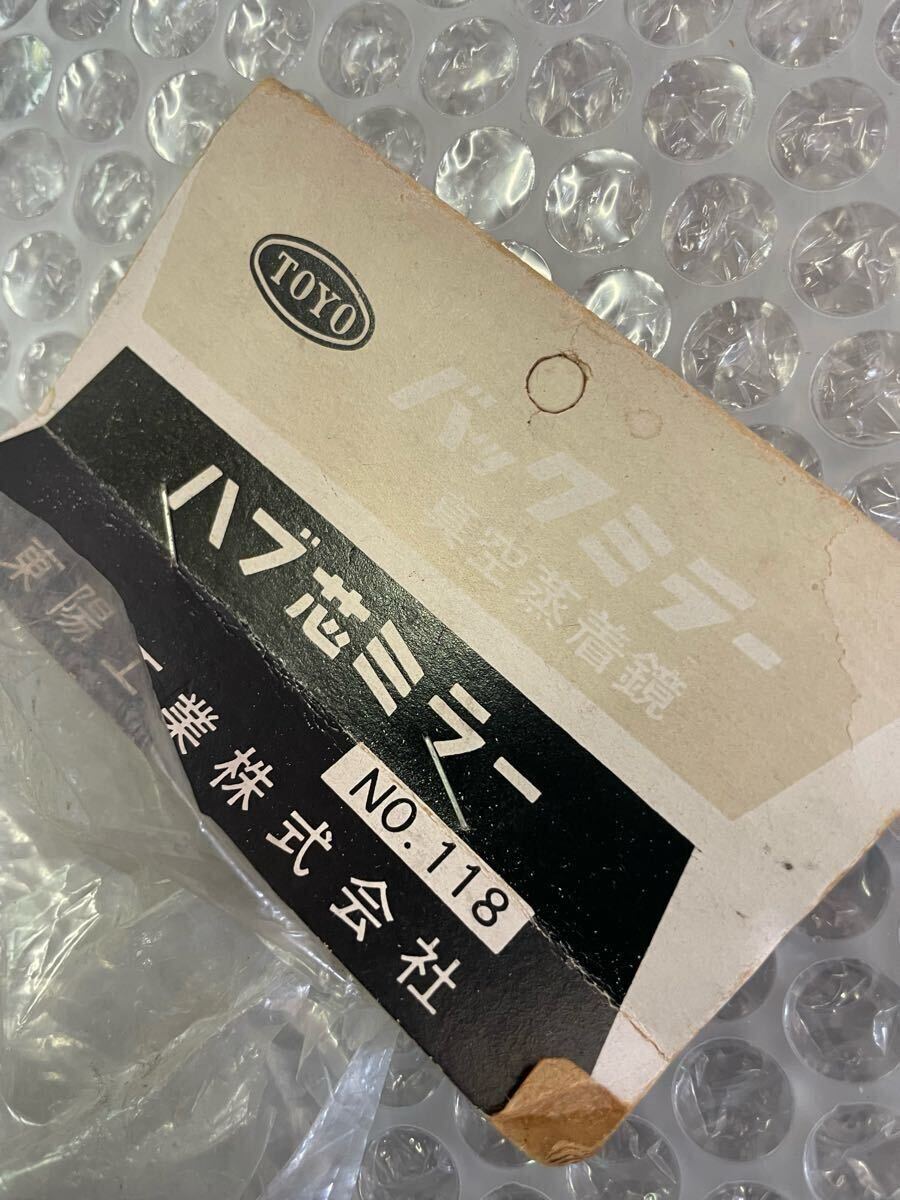 TOYO
バックミラー
真空蒸着鏡
ハブ芯ミラー
NO.118
東陽工業株式会社